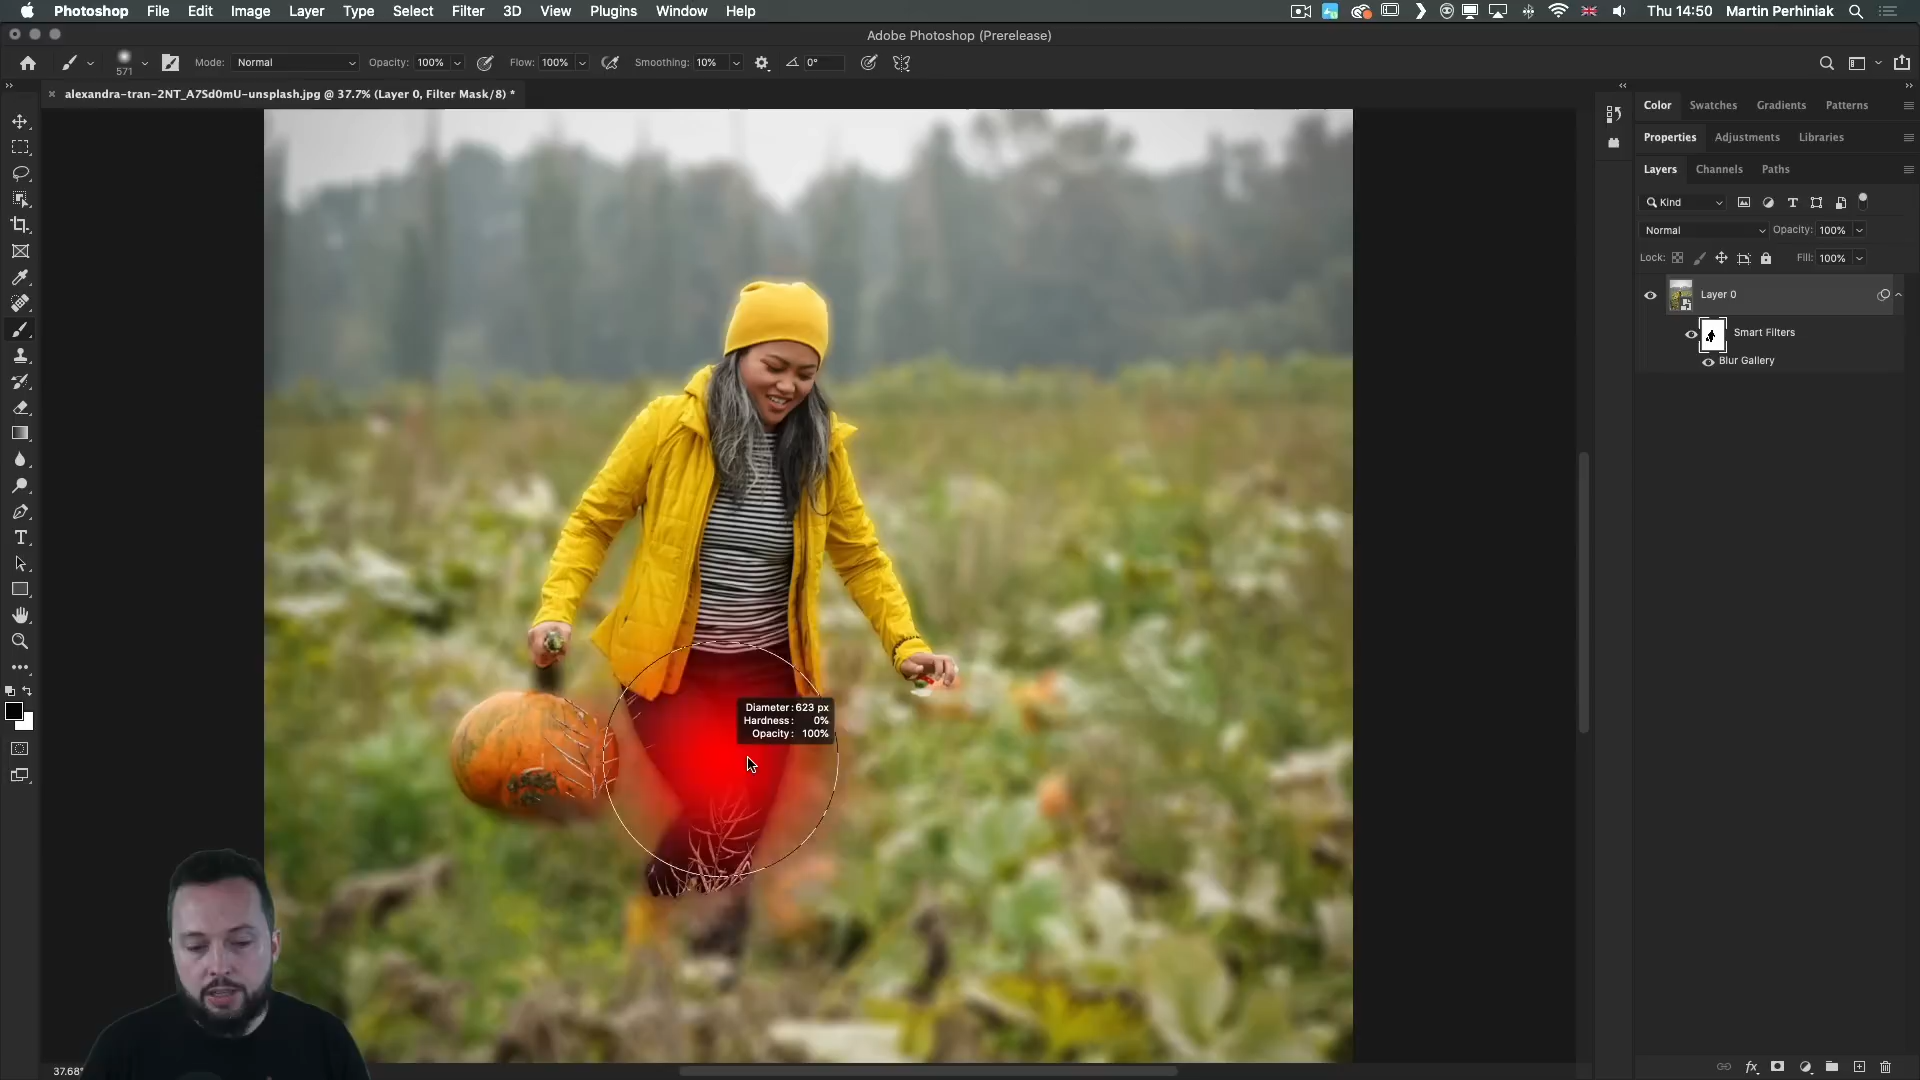 Photoshop File Edit Image Layer Type Select Filter 3D View Plugins Window Help Thu 14:50 Martin Perhiniak
Adobe Photoshop (Prerelease)
571 Mode: Normal Opacity: 100% Flow: 100% Smoothing: 10% 0°
alexandra-tran-2NT_A7Sd0mU-unsplash.jpg @ 37.7% (Layer 0, Filter Mask/8) *
Color Swatches Gradients Patterns
Properties Adjustments Libraries
Layers Channels Paths
Kind
Normal Opacity: 100%
Lock: Fill: 100%
Layer 0
Smart Filters
Blur Gallery
Diameter: 623 px
Hardness: 0%
Opacity: 100%
37.68%